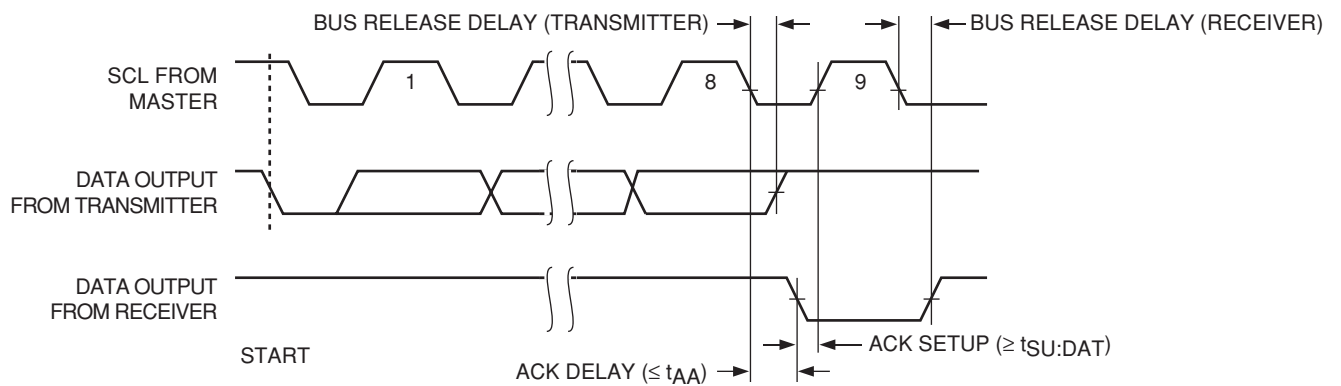 BUS RELEASE DELAY (TRANSMITTER)
BUS RELEASE DELAY (RECEIVER)
SCL FROM
MASTER
1
8
9
DATA OUTPUT
FROM TRANSMITTER
DATA OUTPUT
FROM RECEIVER
START
ACK SETUP (≥ tSU:DAT)
ACK DELAY (≤ tAA)